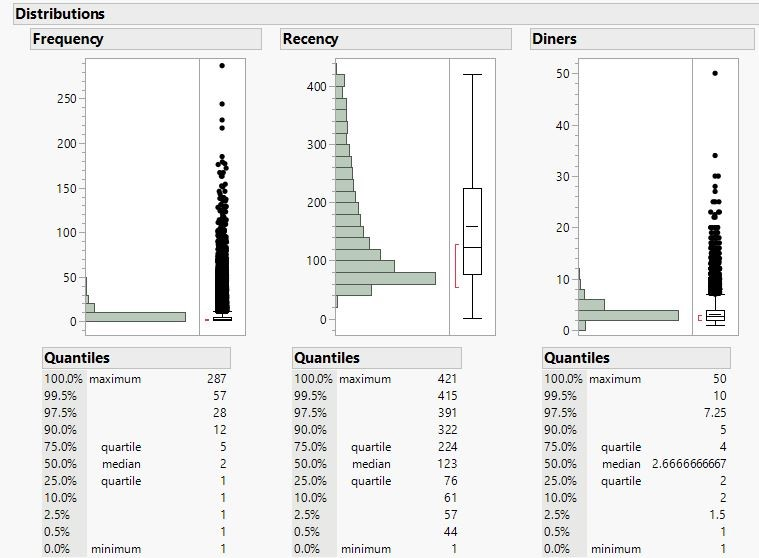 Distributions
Frequency Recency Diners
250
200
150
100
50
0
400
300
200
100
0
50
40
30
20
10
0
Quantiles Quantiles Quantiles
100.0% maximum 287 100.0% maximum 421 100.0% maximum 50
99.5% 57 99.5% 415 99.5% 10
97.5% 28 97.5% 391 97.5% 7.25
90.0% 12 90.0% 322 90.0% 5
75.0% quartile 5 75.0% quartile 224 75.0% quartile 4
50.0% median 2 50.0% median 123 50.0% median 2.6666666667
25.0% quartile 1 25.0% quartile 76 25.0% quartile 2
10.0% 1 10.0% 61 10.0% 2
2.5% 1 2.5% 57 2.5% 1.5
0.5% 1 0.5% 44 0.5% 1
0.0% minimum 1 0.0% minimum 1 0.0% minimum 1